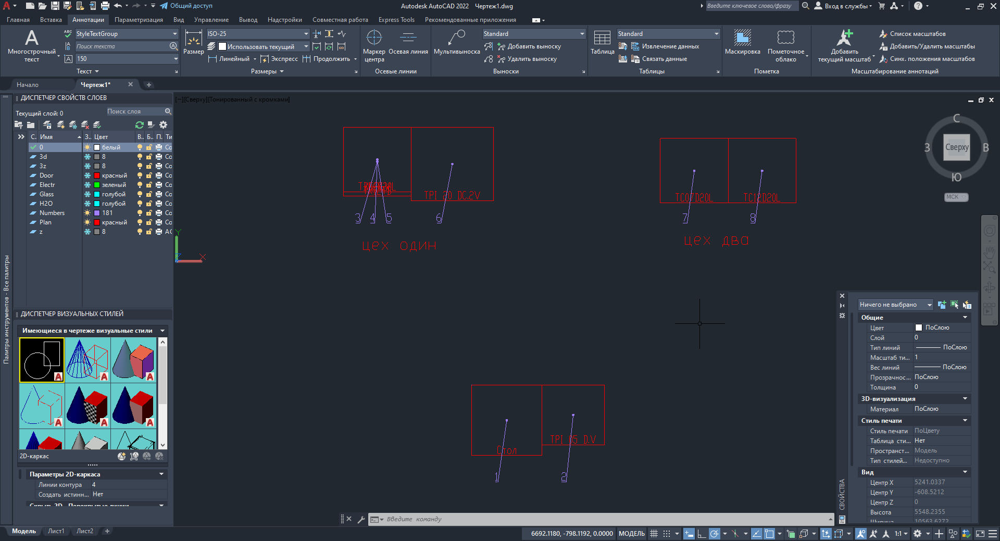 Общий доступ
Autodesk AutoCAD 2022 Чертеж1.dwg
Введите ключевое слово/фразу
Вход в службы
Главная Вставка Аннотации Параметризация Вид Управление Вывод Надстройки Совместная работа Express Tools Рекомендованные приложения
Многострочный текст
StyleTextGroup
Поиск текста
150
Текст
Размер
ISO-25
Использовать текущий
Линейный Экспресс Продолжить
Размеры
Маркер центра Осевая линия
Осевые линии
Мультивыноска
Standard
Добавить выноску
Удалить выноску
Выноски
Таблица
Standard
Извлечение данных
Связать данные
Таблицы
Маскировка Пометочное облако
Пометка
Добавить текущий масштаб
Список масштабов
Добавить/Удалить масштабы
Синх. положения масштабов
Масштабирование аннотаций
Начало Чертеж1*
Палитры инструментов - Все палитры
ДИСПЕТЧЕР СВОЙСТВ СЛОЕВ
Текущий слой: 0
Поиск слоя
С. Имя З.. Цвет В.. Б.. П. Ти
0 белый Co
3d 8 Co
3z 8 Co
Door красный Co
Electr зеленый Co
Glass голубой Co
H2O голубой Co
Numbers 181 Co
Plan красный Co
z 8 AC
ДИСПЕТЧЕР ВИЗУАЛЬНЫХ СТИЛЕЙ
Имеющиеся в чертеже визуальные стили
2D-каркас
Параметры 2D-каркаса
Линии контура 4
Создать истинн... Нет
Скрыть 2D - Перекрытые линии
[−][Сверху][Тонированный с кромками]
TPI 20 DC.2V
3 4 5 6
цех один
TC07D20L TC12D20L
7 8
цех два
Y
Z X
Стол
TPI 05 D.V
1 2
С
З Сверху В
Ю
МСК
СВОЙСТВА
Ничего не выбрано
Общие
Цвет ПоСлою
Слой 0
Тип линий ПоСлою
Масштаб ти... 1
Вес линий ПоСлою
Прозрачнос... ПоСлою
Толщина 0
3D-визуализация
Материал ПоСлою
Стиль печати
Стиль печати ПоЦвету
Таблица сти... Нет
Пространст... Модель
Тип стилей... Недоступно
Вид
Центр X 5241.0337
Центр Y -608.5212
Центр Z 0
Высота 5548.2355
Ширина 10563.6272
Введите команду
Модель Лист1 Лист2
6692.1180, -798.1192, 0.0000 МОДЕЛЬ
1:1